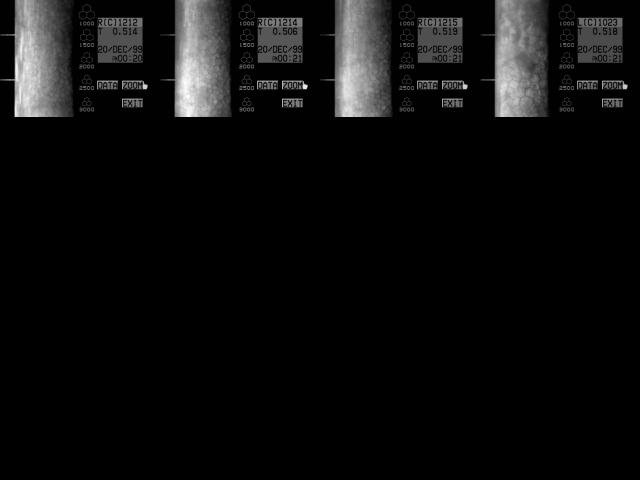 R(C)1212
T 0.514
20/DEC/99
PM00:20
1000
1500
2000
2500
3000
DATA ZOOM
EXIT
R(C)1214
T 0.506
20/DEC/99
PM00:21
1000
1500
2000
2500
3000
DATA ZOOM
EXIT
R(C)1215
T 0.519
20/DEC/99
PM00:21
1000
1500
2000
2500
3000
DATA ZOOM
EXIT
L(C)1023
T 0.518
20/DEC/99
PM00:21
1000
1500
2000
2500
3000
DATA ZOOM
EXIT